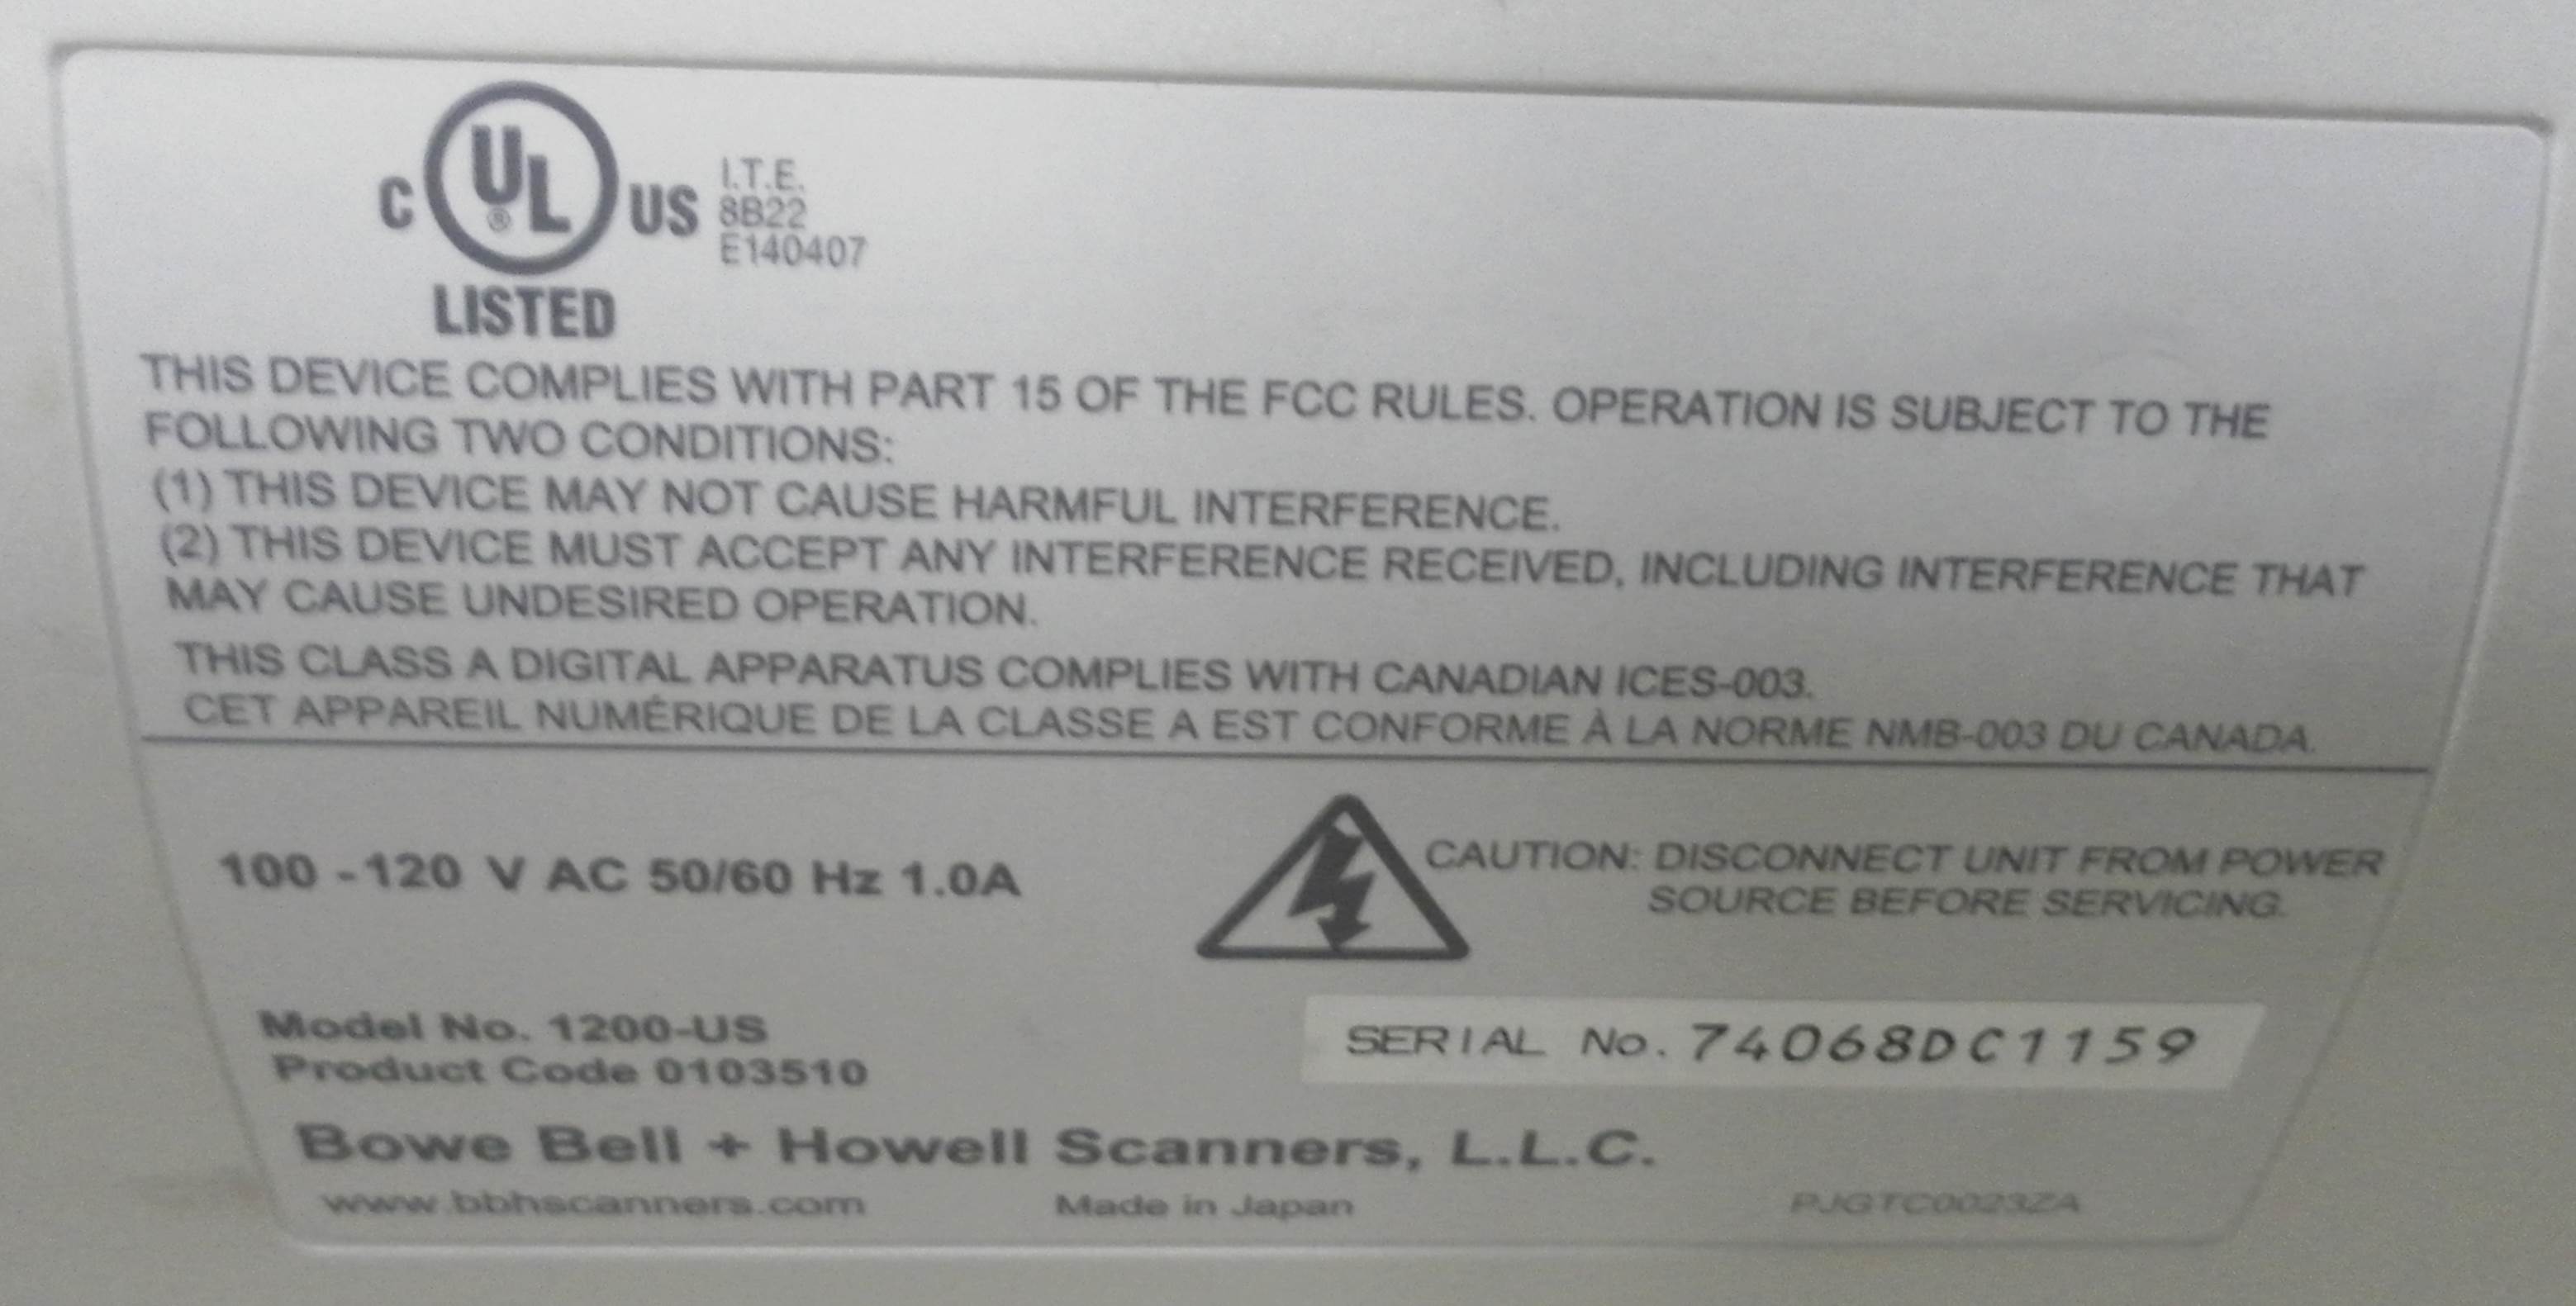 C UL® US I.T.E.
8B22
E140407
LISTED
THIS DEVICE COMPLIES WITH PART 15 OF THE FCC RULES. OPERATION IS SUBJECT TO THE
FOLLOWING TWO CONDITIONS:
(1) THIS DEVICE MAY NOT CAUSE HARMFUL INTERFERENCE.
(2) THIS DEVICE MUST ACCEPT ANY INTERFERENCE RECEIVED, INCLUDING INTERFERENCE THAT
MAY CAUSE UNDESIRED OPERATION.
THIS CLASS A DIGITAL APPARATUS COMPLIES WITH CANADIAN ICES-003.
CET APPAREIL NUMÉRIQUE DE LA CLASSE A EST CONFORME À LA NORME NMB-003 DU CANADA.
100 - 120 V AC 50/60 Hz 1.0A
CAUTION: DISCONNECT UNIT FROM POWER
SOURCE BEFORE SERVICING.
Model No. 1200-US
Product Code 0103510
SERIAL No. 74068DC1159
Bowe Bell + Howell Scanners, L.L.C.
www.bbhscanners.com Made in Japan PJGTC0023ZA